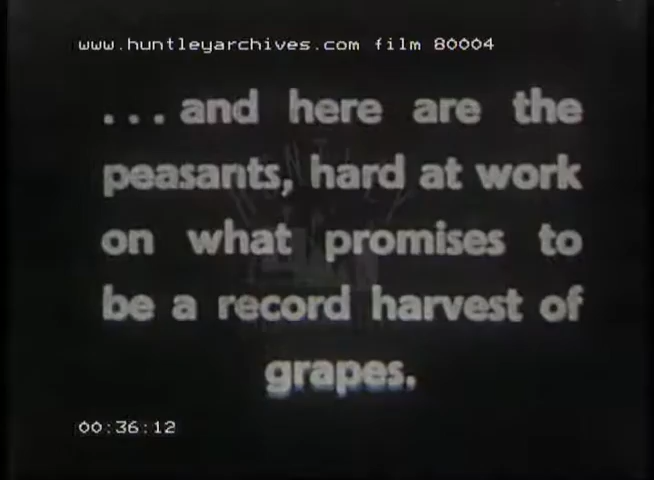 www.huntleyarchives.com film 80004
...and here are the
peasants, hard at work
on what promises to
be a record harvest of
grapes.
00:36:12